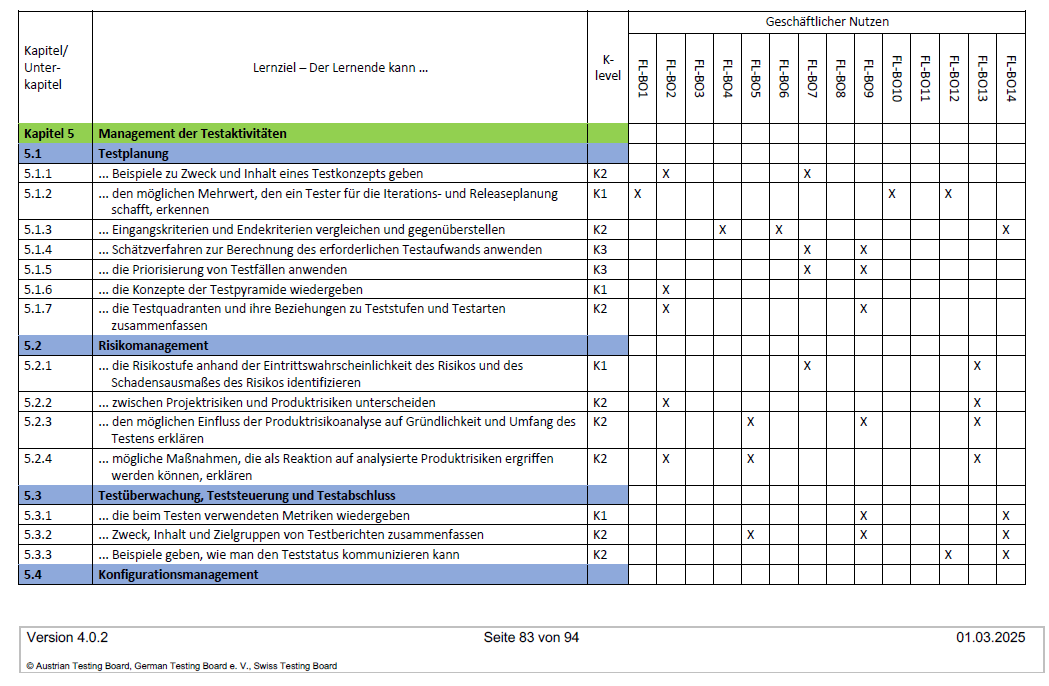 Geschäftlicher Nutzen
Kapitel/
Unter-
kapitel
Lernziel – Der Lernende kann ...
K-
level
FL-BO1
FL-BO2
FL-BO3
FL-BO4
FL-BO5
FL-BO6
FL-BO7
FL-BO8
FL-BO9
FL-BO10
FL-BO11
FL-BO12
FL-BO13
FL-BO14
Kapitel 5 Management der Testaktivitäten
5.1 Testplanung
5.1.1 ... Beispiele zu Zweck und Inhalt eines Testkonzepts geben K2 X X
5.1.2 ... den möglichen Mehrwert, den ein Tester für die Iterations- und Releaseplanung K1 X X X
schafft, erkennen
5.1.3 ... Eingangskriterien und Endekriterien vergleichen und gegenüberstellen K2 X X X
5.1.4 ... Schätzverfahren zur Berechnung des erforderlichen Testaufwands anwenden K3 X X
5.1.5 ... die Priorisierung von Testfällen anwenden K3 X X
5.1.6 ... die Konzepte der Testpyramide wiedergeben K1 X
5.1.7 ... die Testquadranten und ihre Beziehungen zu Teststufen und Testarten K2 X X
zusammenfassen
5.2 Risikomanagement
5.2.1 ... die Risikostufe anhand der Eintrittswahrscheinlichkeit des Risikos und des K1 X X
Schadensausmaßes des Risikos identifizieren
5.2.2 ... zwischen Projektrisiken und Produktrisiken unterscheiden K2 X X
5.2.3 ... den möglichen Einfluss der Produktrisikoanalyse auf Gründlichkeit und Umfang des K2 X X X
Testens erklären
5.2.4 ... mögliche Maßnahmen, die als Reaktion auf analysierte Produktrisiken ergriffen K2 X X X
werden können, erklären
5.3 Testüberwachung, Teststeuerung und Testabschluss
5.3.1 ... die beim Testen verwendeten Metriken wiedergeben K1 X X
5.3.2 ... Zweck, Inhalt und Zielgruppen von Testberichten zusammenfassen K2 X X X
5.3.3 ... Beispiele geben, wie man den Teststatus kommunizieren kann K2 X X
5.4 Konfigurationsmanagement
Version 4.0.2 Seite 83 von 94 01.03.2025
© Austrian Testing Board, German Testing Board e. V., Swiss Testing Board